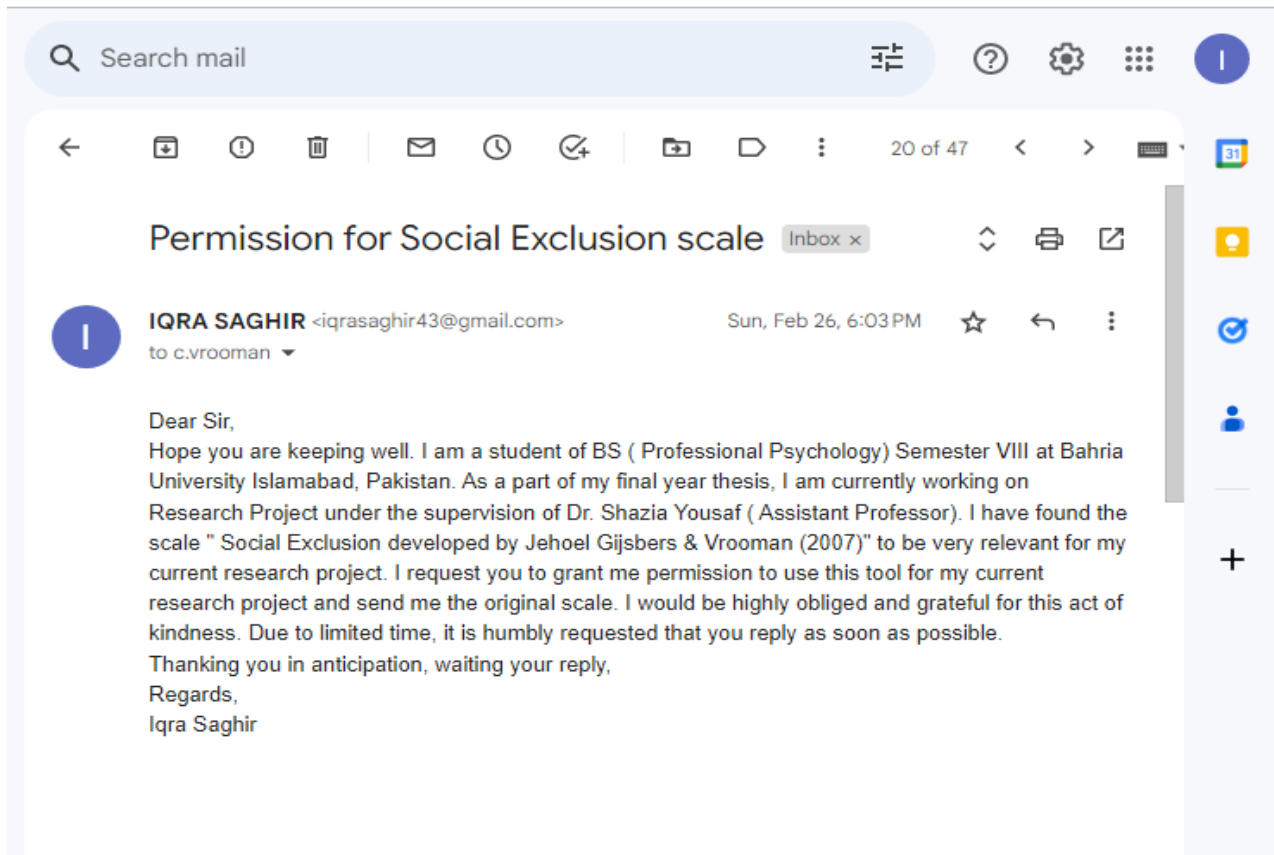 Search mail
I
20 of 47
31
Permission for Social Exclusion scale Inbox x
I
IQRA SAGHIR <iqrasaghir43@gmail.com> Sun, Feb 26, 6:03 PM
to c.vrooman
Dear Sir,
Hope you are keeping well. I am a student of BS ( Professional Psychology) Semester VIII at Bahria
University Islamabad, Pakistan. As a part of my final year thesis, I am currently working on
Research Project under the supervision of Dr. Shazia Yousaf ( Assistant Professor). I have found the
scale " Social Exclusion developed by Jehoel Gijsbers & Vrooman (2007)" to be very relevant for my
current research project. I request you to grant me permission to use this tool for my current
research project and send me the original scale. I would be highly obliged and grateful for this act of
kindness. Due to limited time, it is humbly requested that you reply as soon as possible.
Thanking you in anticipation, waiting your reply,
Regards,
Iqra Saghir